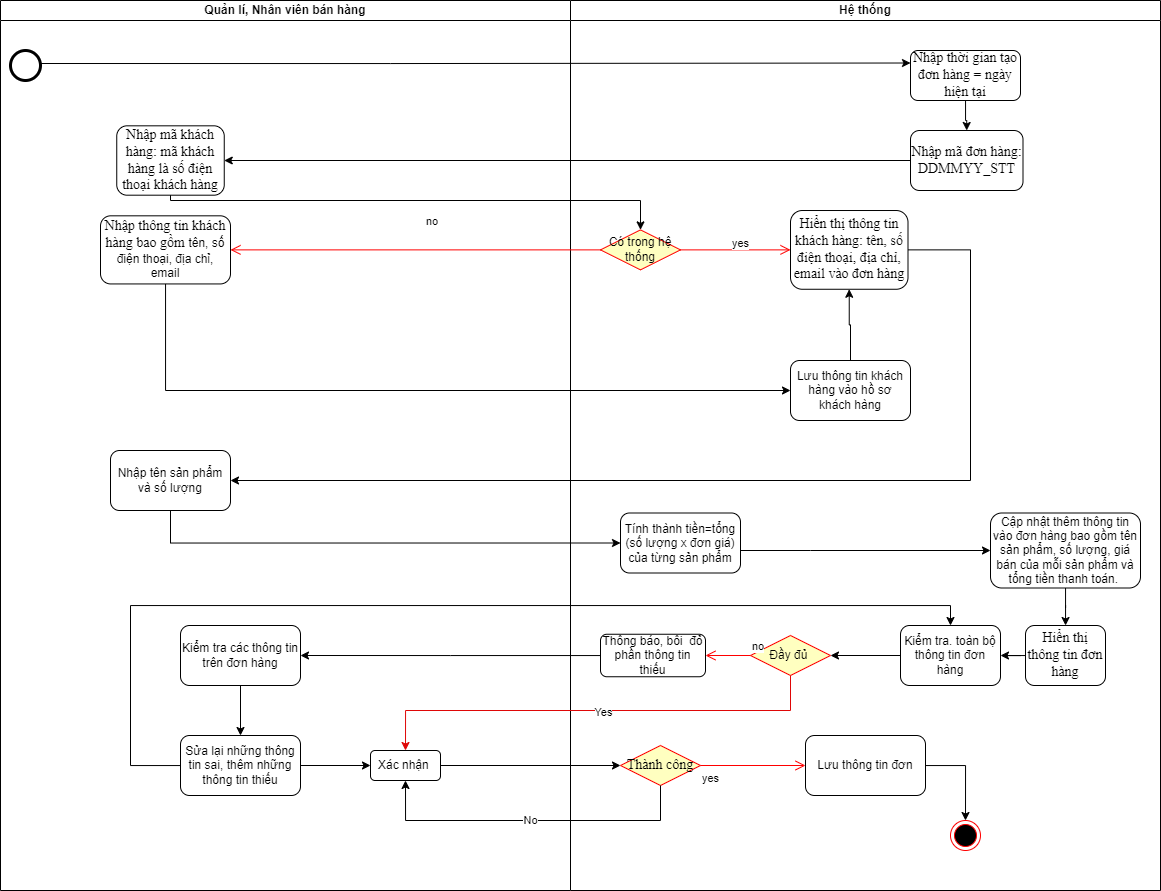 Quản lí, Nhân viên bán hàng
Hệ thống
Nhập thời gian tạo
đơn hàng = ngày
hiện tại
Nhập mã đơn hàng:
DDMMYY_STT
Nhập mã khách
hàng: mã khách
hàng là số điện
thoại khách hàng
Có trong hệ
thống
no
yes
Nhập thông tin khách
hàng bao gồm tên, số
điện thoại, địa chỉ,
email
Hiển thị thông tin
khách hàng: tên, số
điện thoại, địa chỉ,
email vào đơn hàng
Lưu thông tin khách
hàng vào hồ sơ
khách hàng
Nhập tên sản phẩm
và số lượng
Tính thành tiền=tổng
(số lượng x đơn giá)
của từng sản phẩm
Cập nhật thêm thông tin
vào đơn hàng bao gồm tên
sản phẩm, số lượng, giá
bán của mỗi sản phẩm và
tổng tiền thanh toán.
Hiển thị
thông tin đơn
hàng
Kiểm tra. toàn bộ
thông tin đơn
hàng
Đầy đủ
no
Thông báo, bôi đỏ
phần thông tin
thiếu
Kiểm tra các thông tin
trên đơn hàng
Yes
Sửa lại những thông
tin sai, thêm những
thông tin thiếu
Xác nhận
Thành công
yes
Lưu thông tin đơn
No